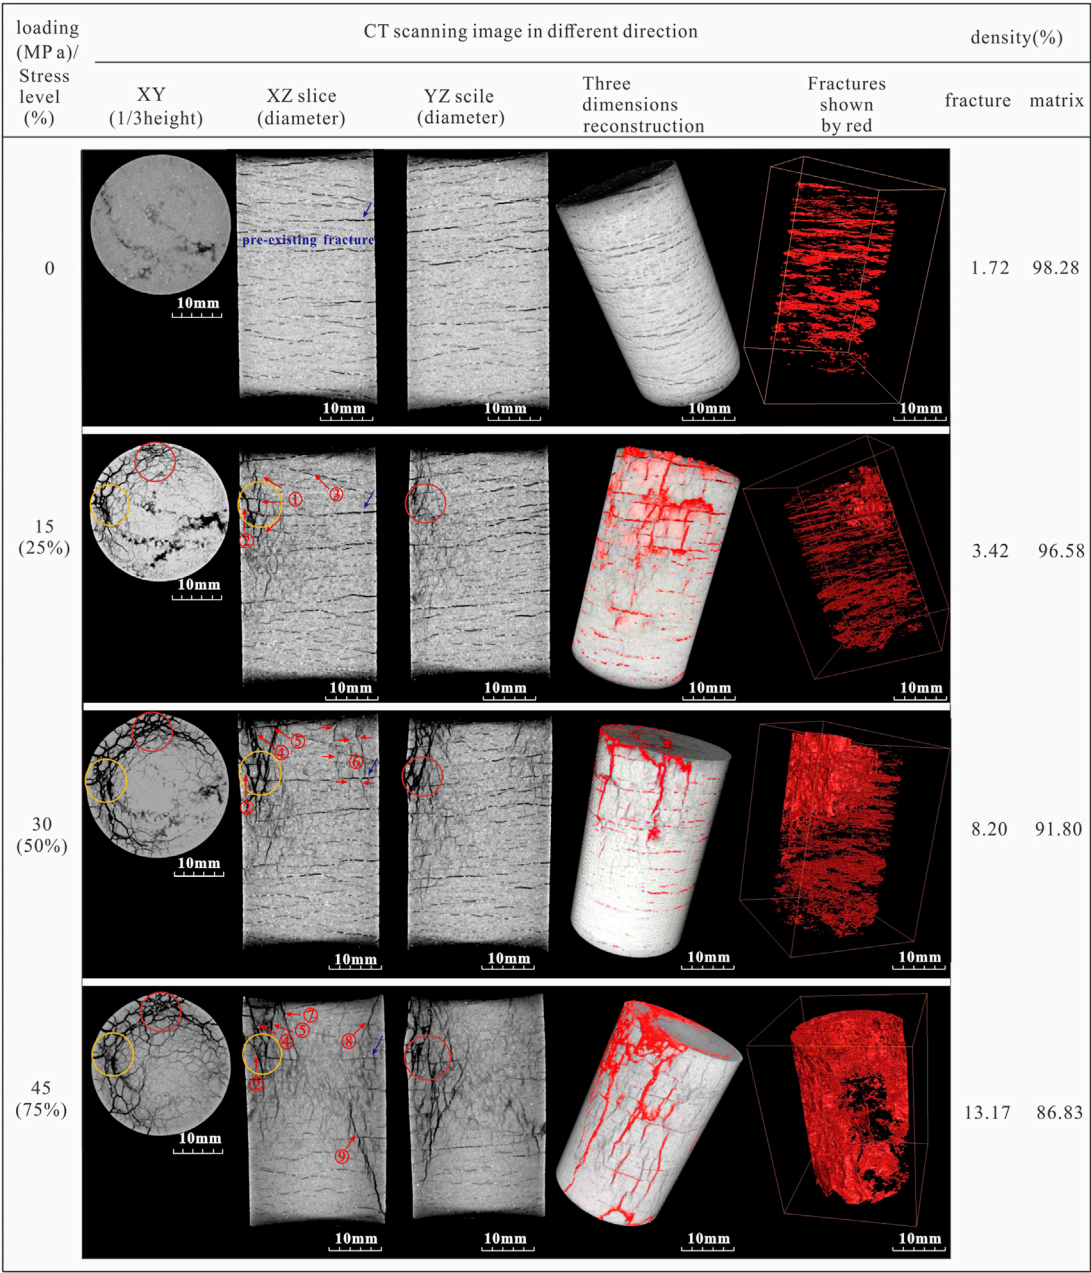 loading
(MPa)/
Stress
level
(%)
CT scanning image in different direction
density(%)
XY
(1/3height)
XZ slice
(diameter)
YZ scile
(diameter)
Three
dimensions
reconstruction
Fractures
shown
by red
fracture
matrix
0
pre-existing fracture
10mm
10mm
10mm
10mm
10mm
1.72
98.28
15
(25%)
①
②
③
10mm
10mm
10mm
10mm
10mm
3.42
96.58
30
(50%)
④
⑤
⑥
②
10mm
10mm
10mm
10mm
10mm
8.20
91.80
45
(75%)
⑦
⑤
④
⑧
②
⑨
10mm
10mm
10mm
10mm
10mm
13.17
86.83